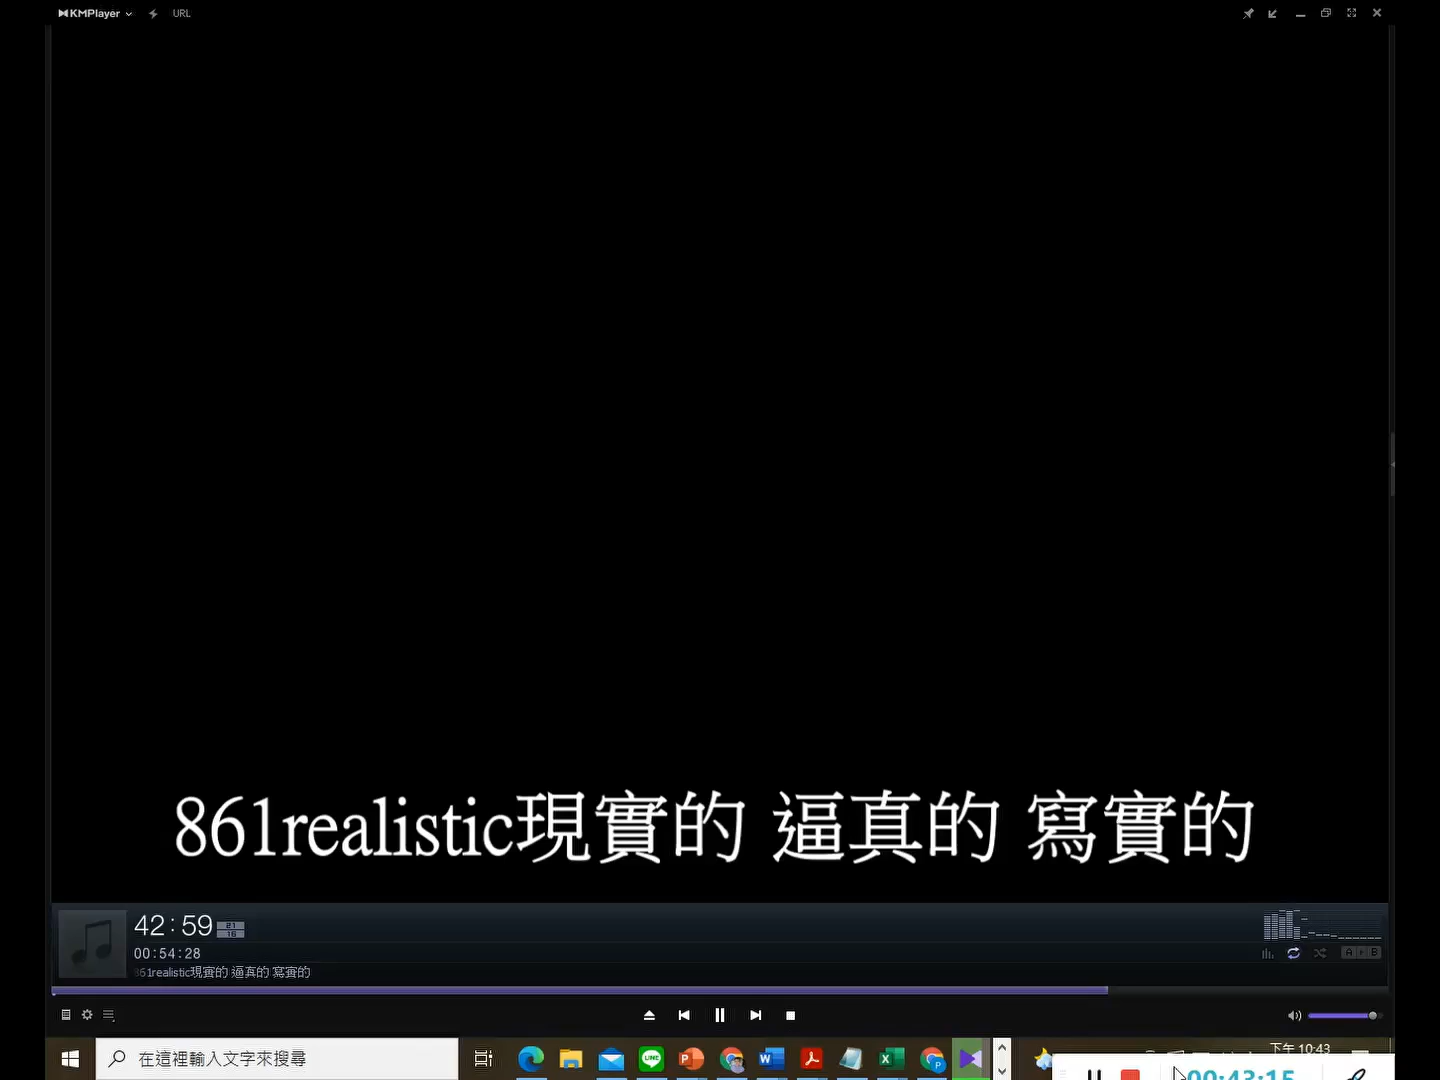 KMPlayer URL
861realistic現實的 逼真的 寫實的
42:59
00:54:28
861realistic現實的 逼真的 寫實的
在這裡輸入文字來搜尋
下午 10:43
00:43:15